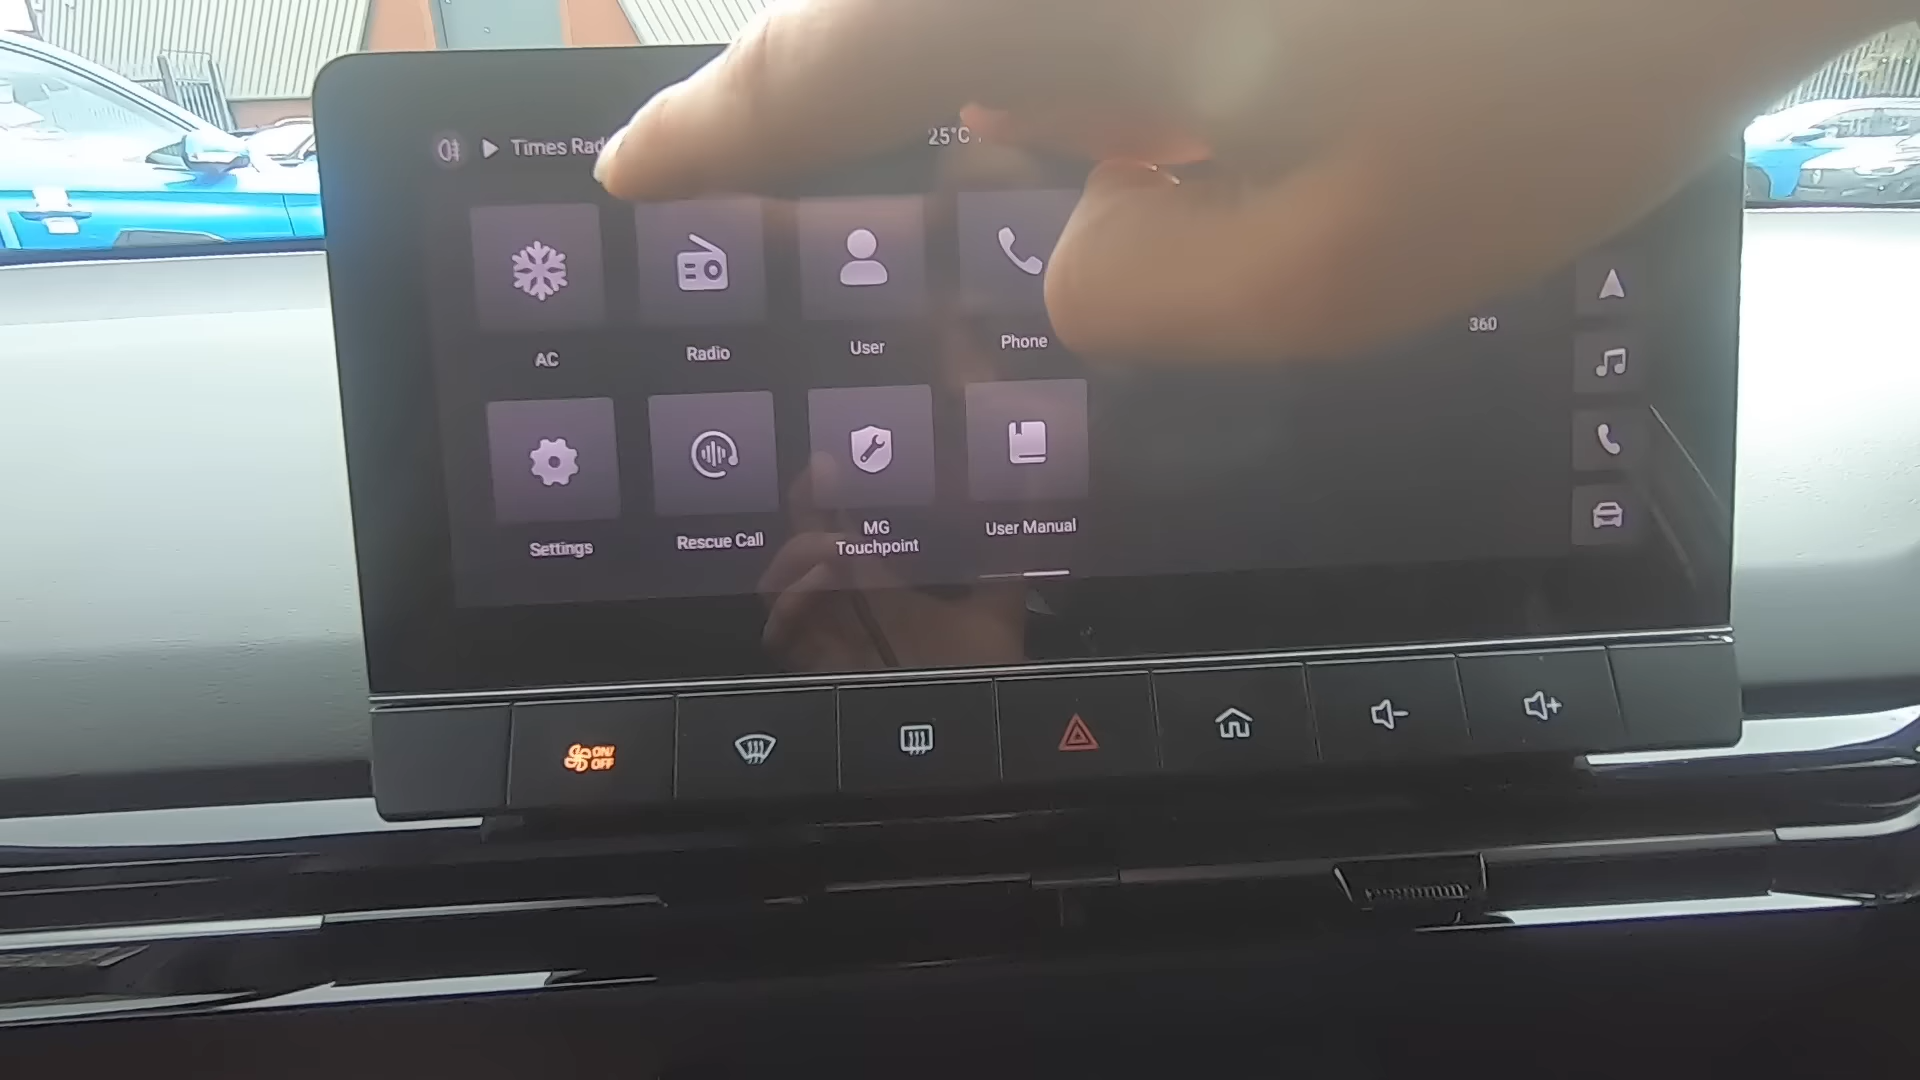 Times Rad
25°C
AC
Radio
User
Phone
360
Settings
Rescue Call
MG
Touchpoint
User Manual
ON/
OFF